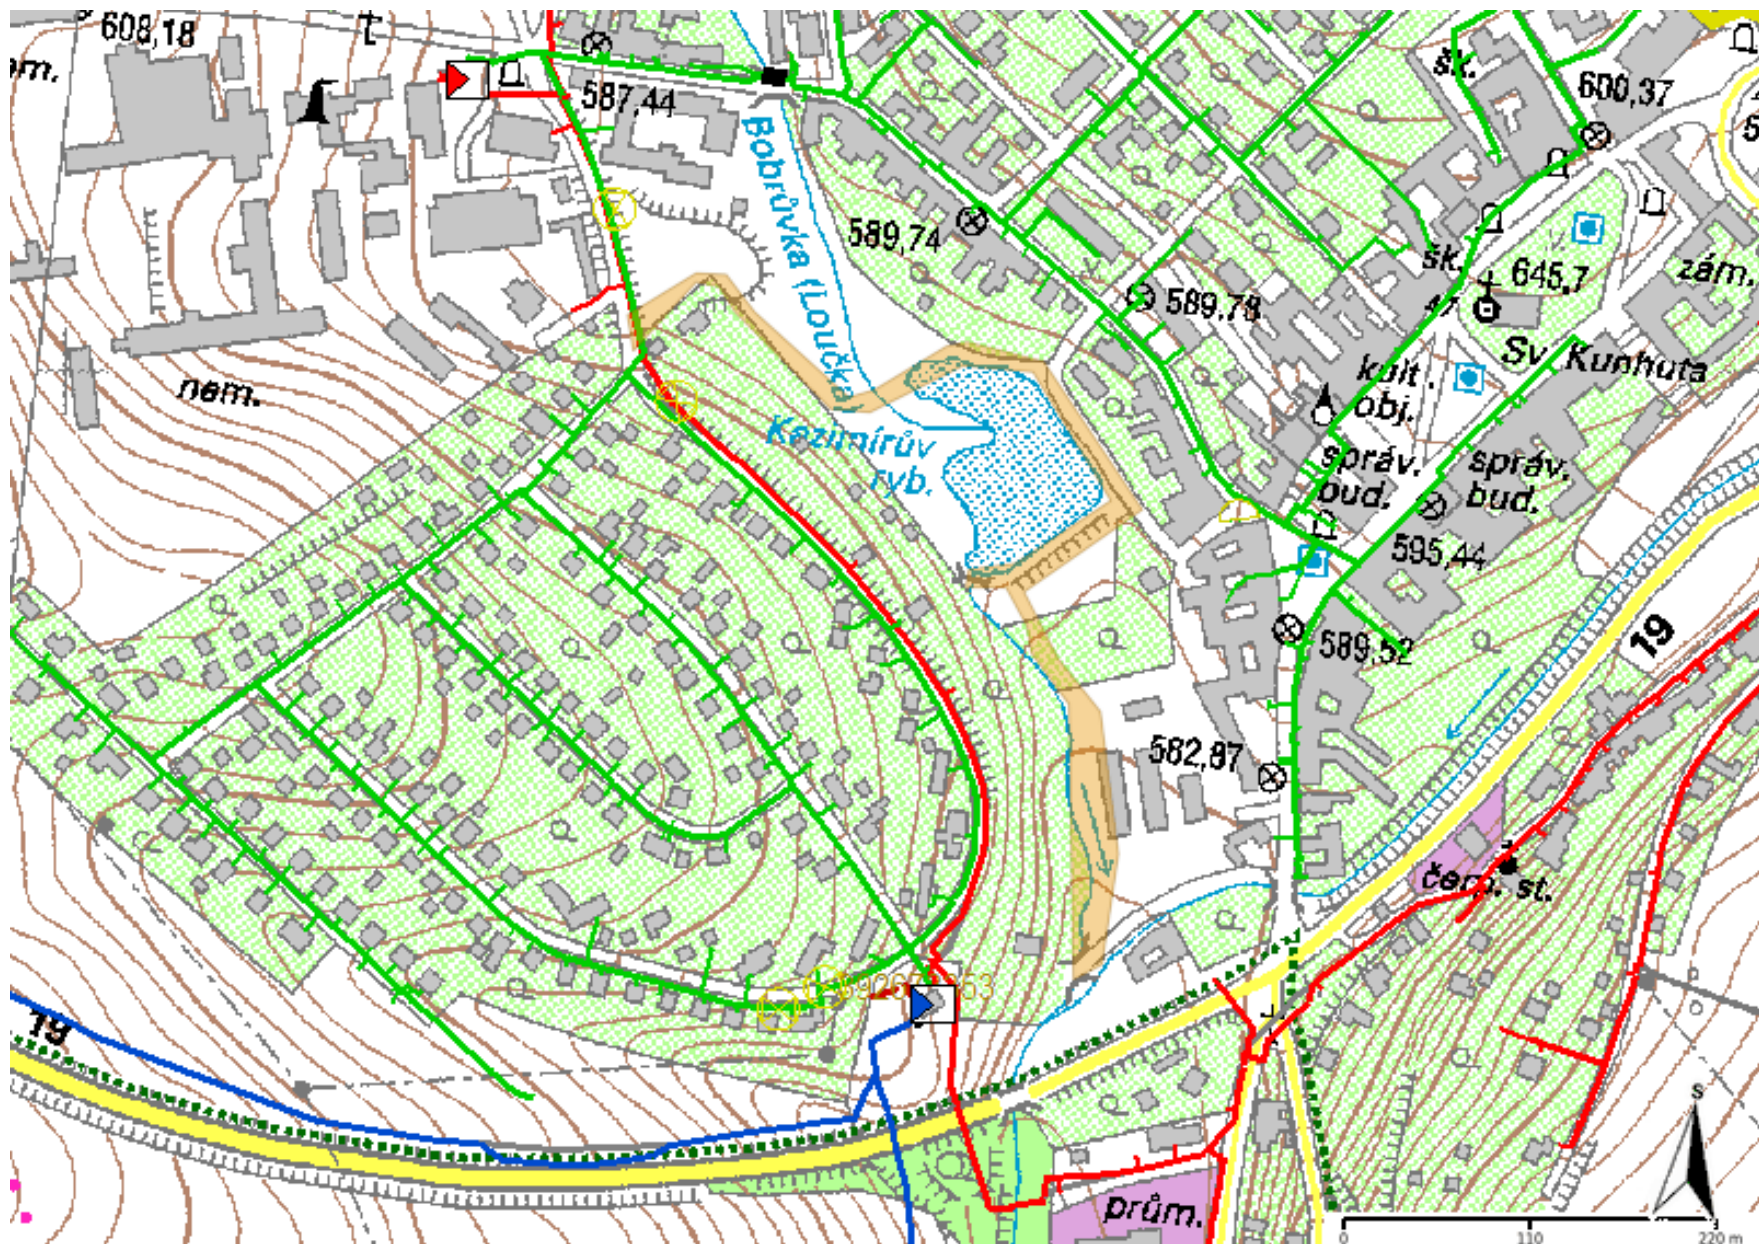 608,18
m.
587,44
šk.
600,37
Bobrůvka (Loučka)
589,74
šk.
47
645,7
zám.
589,78
Sv. Kunhuta
nem.
kult.
obj.
Kazimírův
ryb.
správ.
bud.
správ.
bud.
595,44
19
589,52
582,87
čerp. st.
19
prům.
S
0 110 220 m